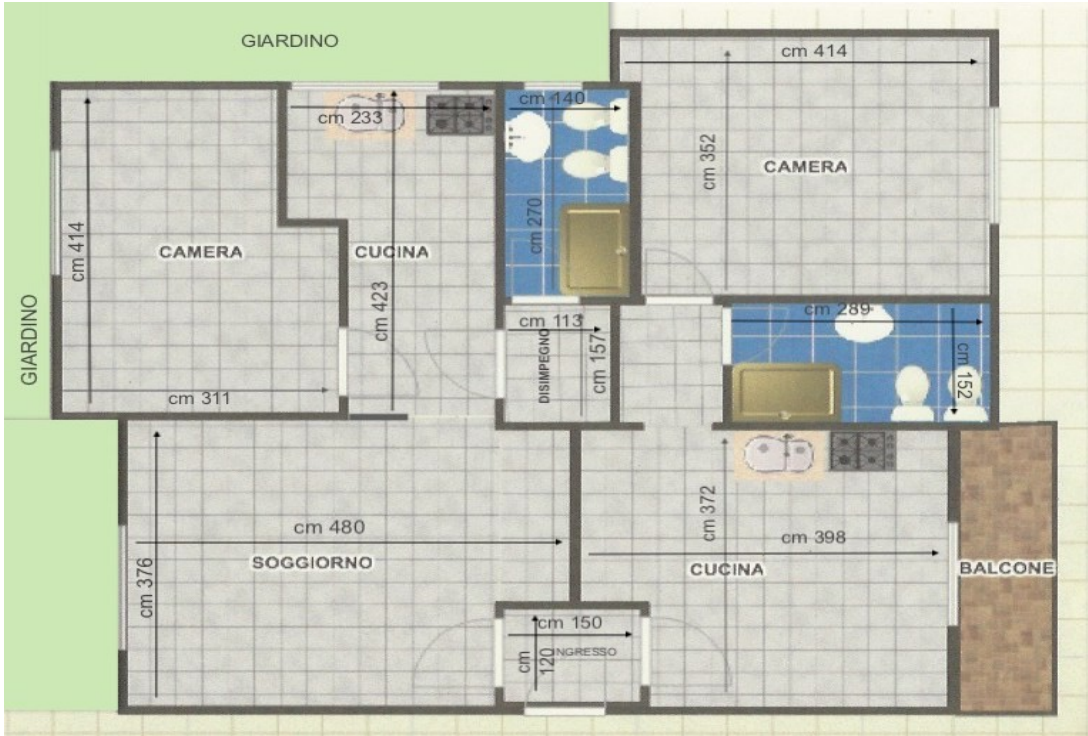 GIARDINO
cm 414
cm 233
cm 140
cm 352
CAMERA
cm 414
CAMERA
CUCINA
cm 270
cm 423
GIARDINO
cm 289
cm 113
DISIMPEGNO
cm 157
cm 152
cm 311
cm 480
cm 372
cm 398
SOGGIORNO
CUCINA
BALCONE
cm 376
cm 150
cm
120
INGRESSO